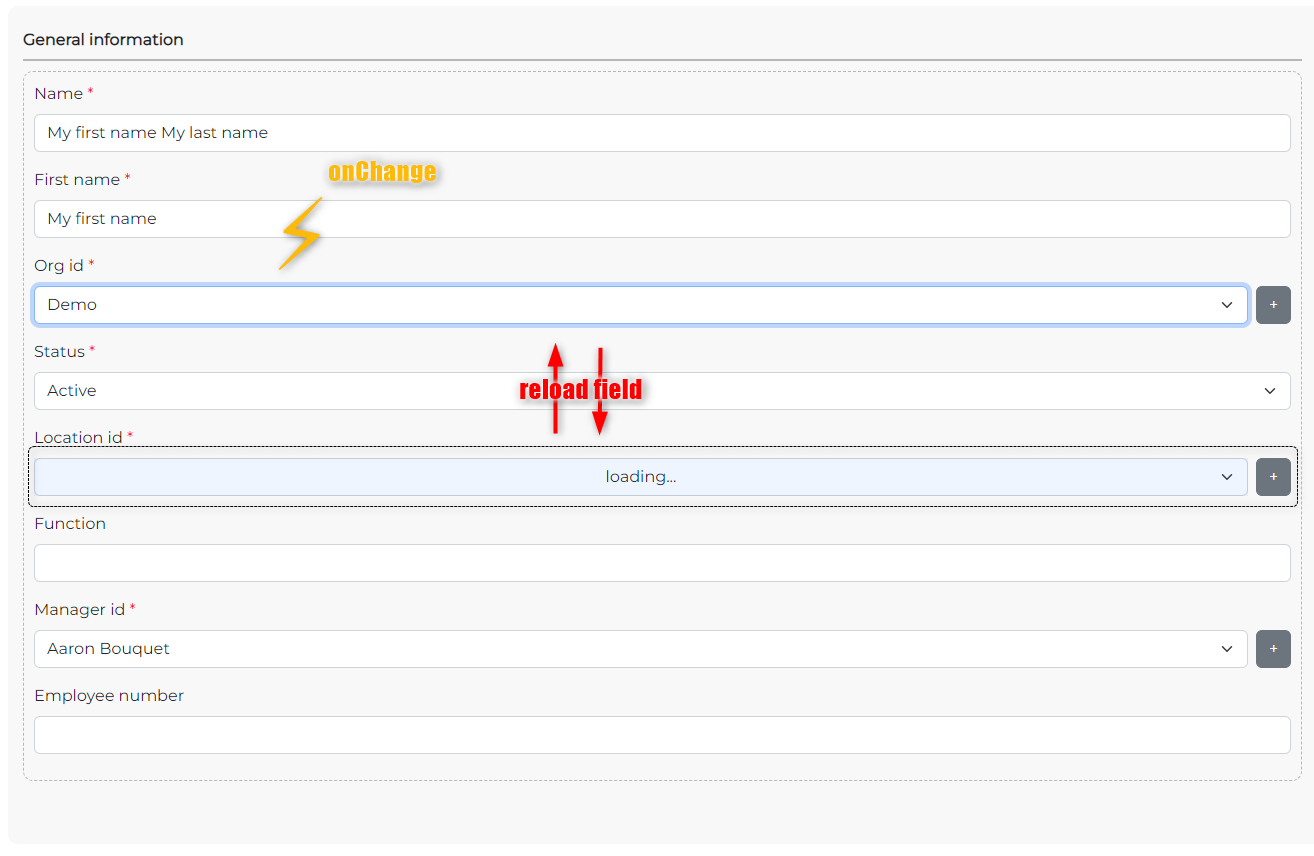 General information
Name *
My first name My last name
onChange
First name *
My first name
Org id *
Demo
+
Status *
Active
reload field
Location id *
loading...
+
Function
Manager id *
Aaron Bouquet
+
Employee number